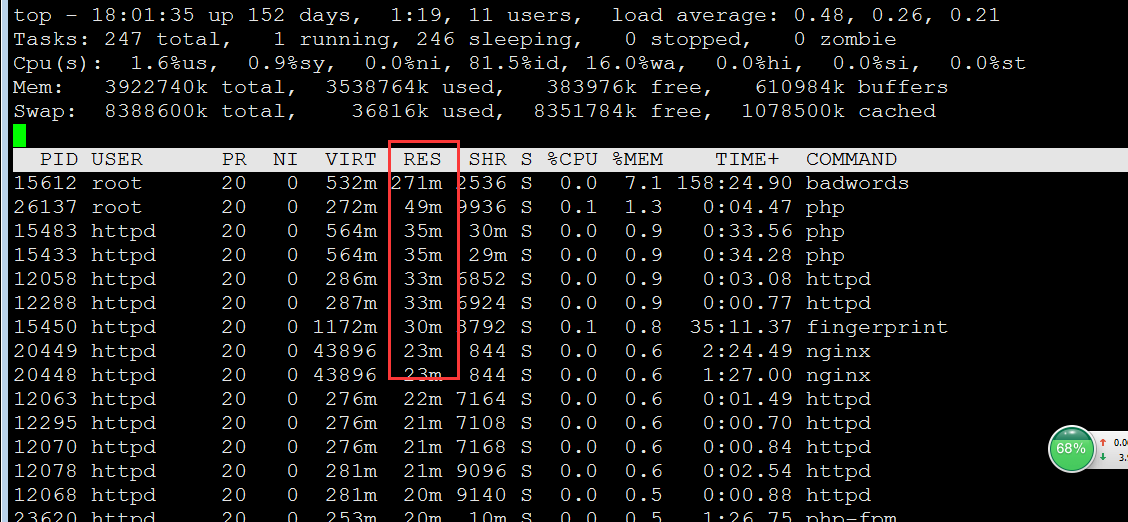 top - 18:01:35 up 152 days,  1:19, 11 users,  load average: 0.48, 0.26, 0.21
Tasks: 247 total,   1 running, 246 sleeping,   0 stopped,   0 zombie
Cpu(s):  1.6%us,  0.9%sy,  0.0%ni, 81.5%id, 16.0%wa,  0.0%hi,  0.0%si,  0.0%st
Mem:   3922740k total,  3538764k used,   383976k free,   610984k buffers
Swap:  8388600k total,    36816k used,  8351784k free,  1078500k cached
PID USER PR NI VIRT RES SHR S %CPU %MEM TIME+ COMMAND
15612 root 20 0 532m 271m 2536 S 0.0 7.1 158:24.90 badwords
26137 root 20 0 272m 49m 9936 S 0.1 1.3 0:04.47 php
15483 httpd 20 0 564m 35m 30m S 0.0 0.9 0:33.56 php
15433 httpd 20 0 564m 35m 29m S 0.0 0.9 0:34.28 php
12058 httpd 20 0 286m 33m 6852 S 0.0 0.9 0:03.08 httpd
12288 httpd 20 0 287m 33m 6924 S 0.0 0.9 0:00.77 httpd
15450 httpd 20 0 1172m 30m 3792 S 0.1 0.8 35:11.37 fingerprint
20449 httpd 20 0 43896 23m 844 S 0.0 0.6 2:24.49 nginx
20448 httpd 20 0 43896 23m 844 S 0.0 0.6 1:27.00 nginx
12063 httpd 20 0 276m 22m 7164 S 0.0 0.6 0:01.49 httpd
12295 httpd 20 0 276m 21m 7108 S 0.0 0.6 0:00.70 httpd
12070 httpd 20 0 276m 21m 7168 S 0.0 0.6 0:00.84 httpd
12078 httpd 20 0 281m 21m 9096 S 0.0 0.6 0:02.54 httpd
12068 httpd 20 0 281m 20m 9140 S 0.0 0.5 0:00.88 httpd
23620 httpd 20 0 253m 20m 10m S 0.0 0.5 1:26.75 php-fpm
68%